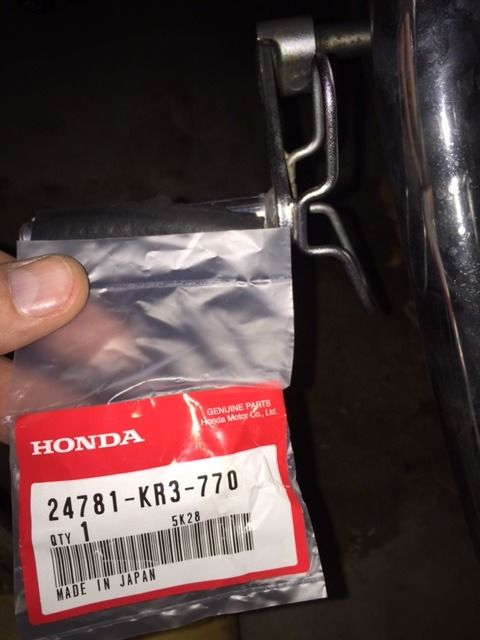 GENUINE PARTS
Honda Motor Co., Ltd.
HONDA
24781-KR3-770
QTY 1 5K28
MADE IN JAPAN